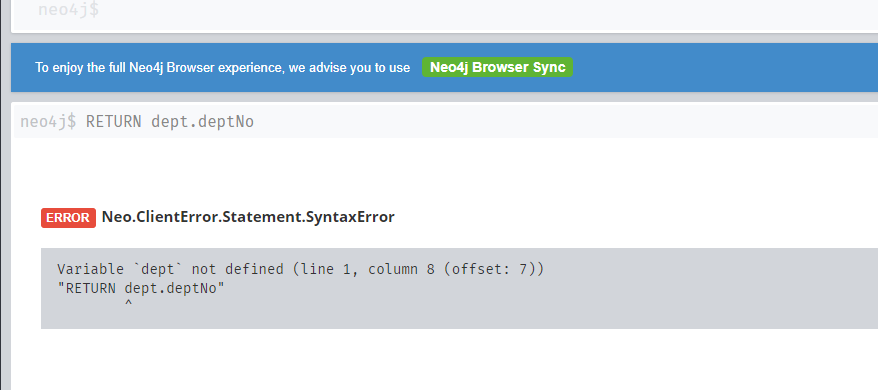 neo4j$
To enjoy the full Neo4j Browser experience, we advise you to use Neo4j Browser Sync
neo4j$ RETURN dept.deptNo
ERROR Neo.ClientError.Statement.SyntaxError
Variable `dept` not defined (line 1, column 8 (offset: 7))
"RETURN dept.deptNo"
^